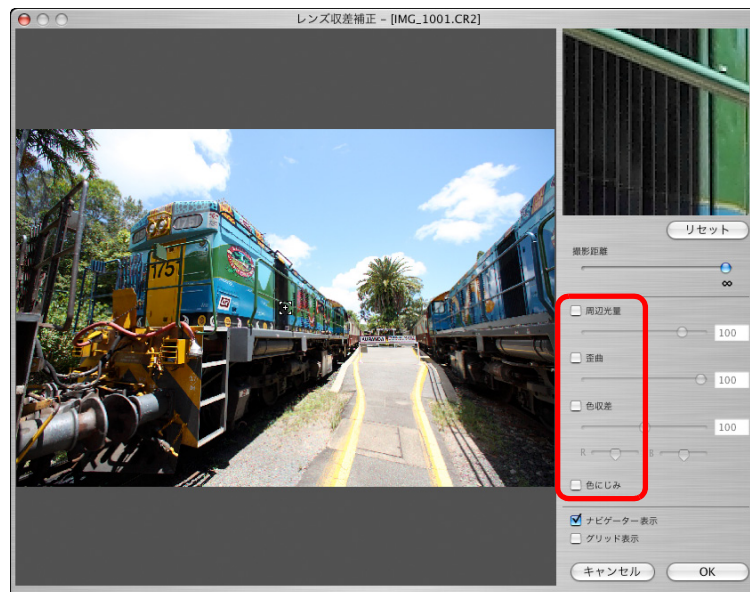 レンズ収差補正 – [IMG_1001.CR2]
175
KURANDA
リセット
撮影距離
∞
周辺光量
100
歪曲
100
色収差
100
R B
色にじみ
ナビゲーター表示
グリッド表示
キャンセル OK